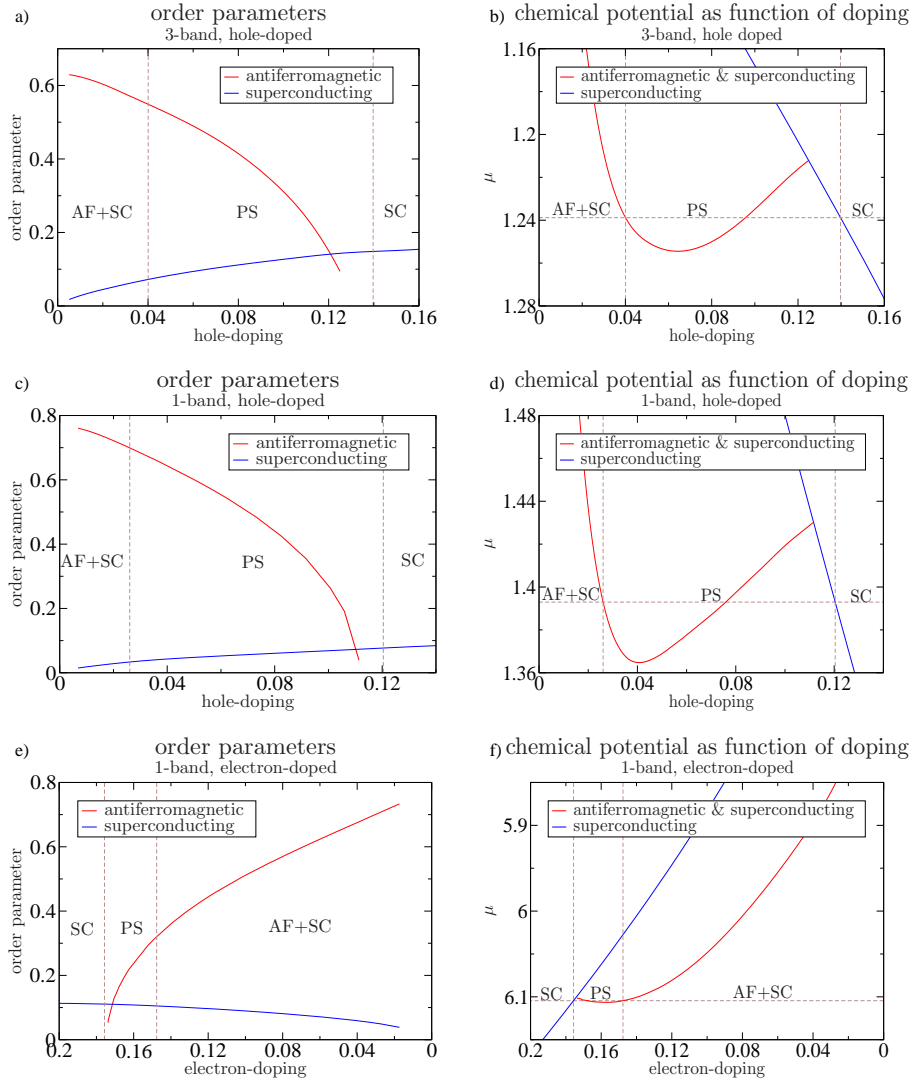 a)
order parameters
3-band, hole-doped
antiferromagnetic
superconducting
order parameter
0.6
0.4
0.2
0
AF+SC
PS
SC
0
0.04
0.08
0.12
0.16
hole-doping
b)
chemical potential as function of doping
3-band, hole doped
antiferromagnetic & superconducting
superconducting
μ
1.16
1.2
1.24
1.28
AF+SC
PS
SC
0
0.04
0.08
0.12
0.16
hole-doping
c)
order parameters
1-band, hole-doped
antiferromagnetic
superconducting
order parameter
0.8
0.6
0.4
0.2
0
AF+SC
PS
SC
0
0.04
0.08
0.12
hole-doping
d)
chemical potential as function of doping
1-band, hole-doped
antiferromagnetic & superconducting
superconducting
μ
1.48
1.44
1.4
1.36
AF+SC
PS
SC
0
0.04
0.08
0.12
hole-doping
e)
order parameters
1-band, electron-doped
antiferromagnetic
superconducting
order parameter
0.8
0.6
0.4
0.2
0
SC
PS
AF+SC
0.2
0.16
0.12
0.08
0.04
0
electron-doping
f)
chemical potential as function of doping
1-band, electron-doped
antiferromagnetic & superconducting
superconducting
μ
5.9
6
6.1
SC
PS
AF+SC
0.2
0.16
0.12
0.08
0.04
0
electron-doping